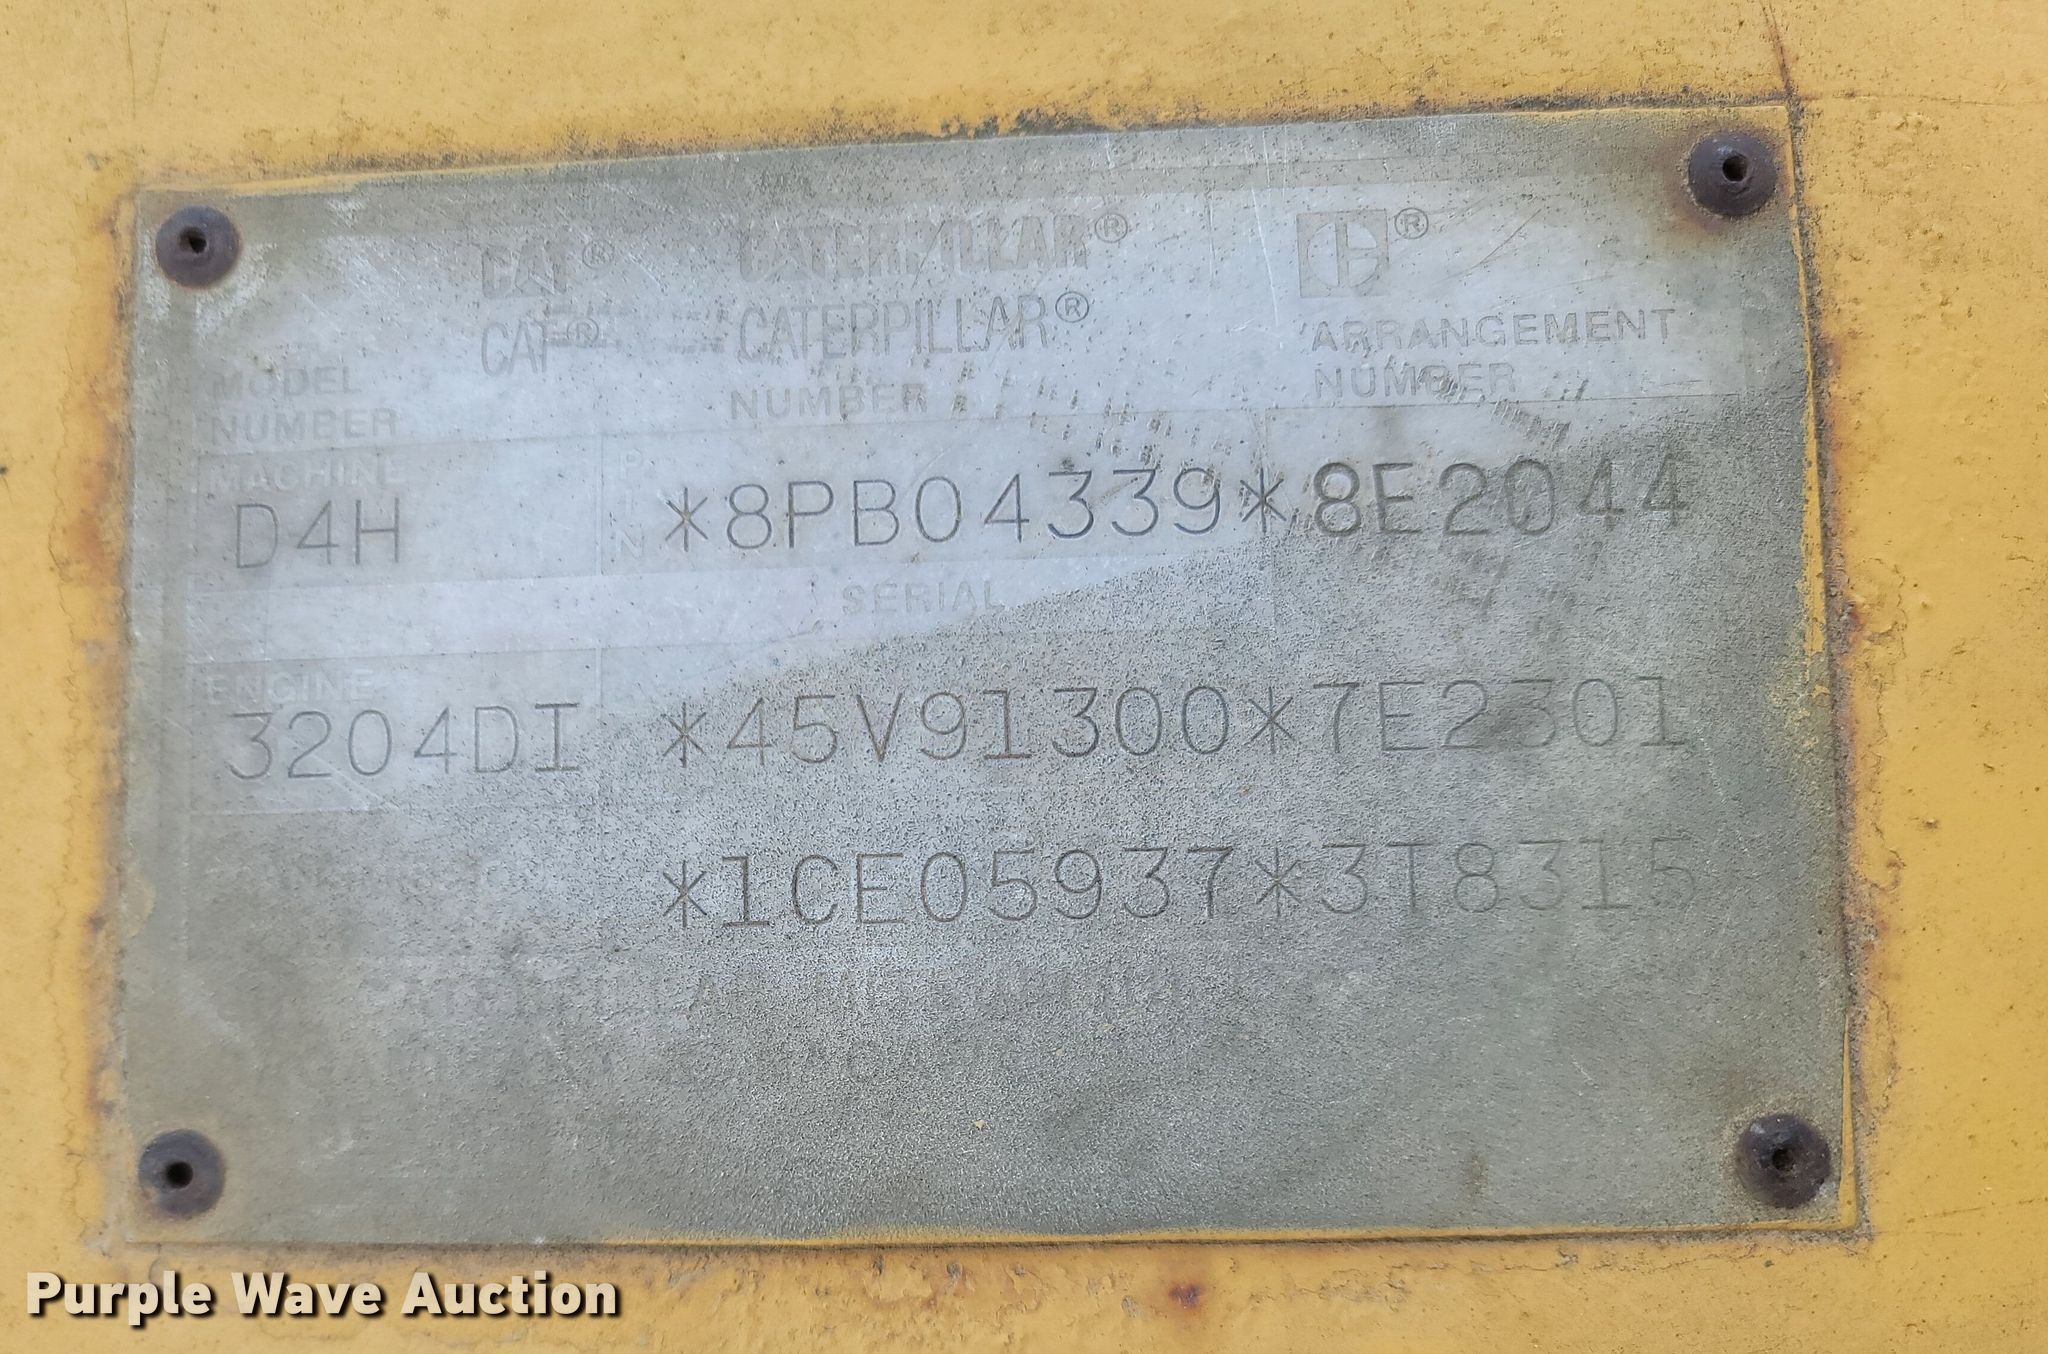 CAT® CATERPILLAR® ®
CAT® CATERPILLAR® ARRANGEMENT
MODEL NUMBER NUMBER
NUMBER
MACHINE PIN
D4H *8PB04339*8E2044
SERIAL
ENGINE
3204DI *45V91300*7E2301
*1CE05937*3T8315
Purple Wave Auction